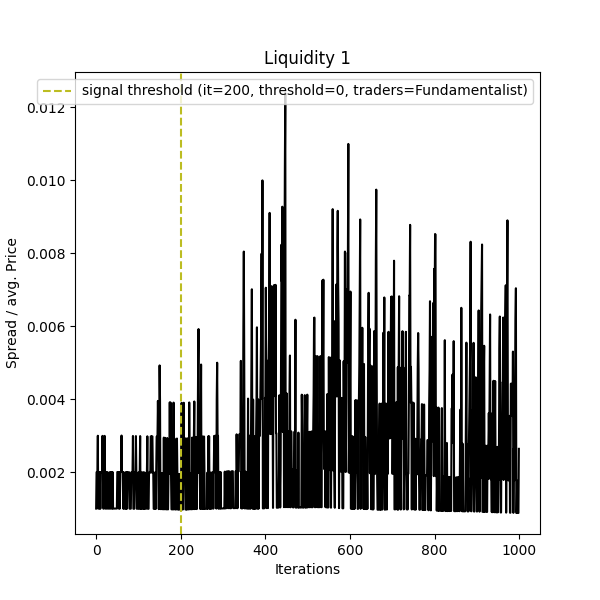 Liquidity 1
signal threshold (it=200, threshold=0, traders=Fundamentalist)
0.012
0.010
0.008
0.006
0.004
0.002
Spread / avg. Price
0 200 400 600 800 1000
Iterations